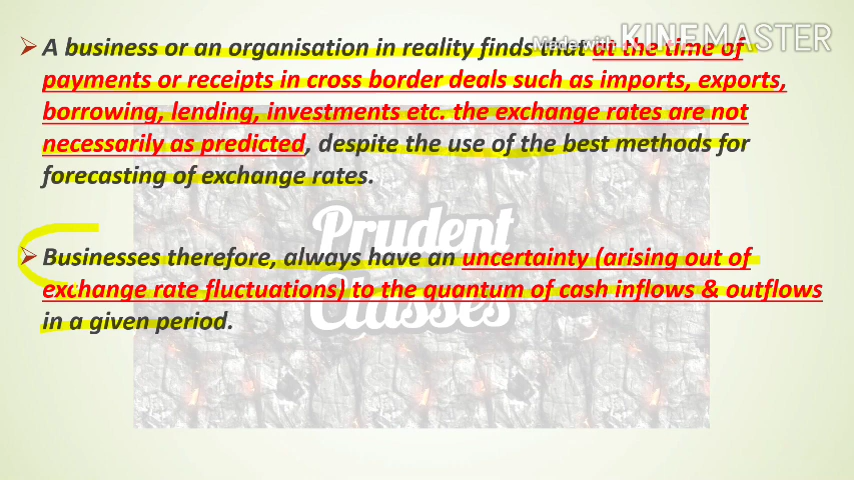 Made with KINEMASTER
A business or an organisation in reality finds that at the time of
payments or receipts in cross border deals such as imports, exports,
borrowing, lending, investments etc. the exchange rates are not
necessarily as predicted, despite the use of the best methods for
forecasting of exchange rates.
Prudent
Businesses therefore, always have an uncertainty (arising out of
exchange rate fluctuations) to the quantum of cash inflows & outflows
Classes
in a given period.